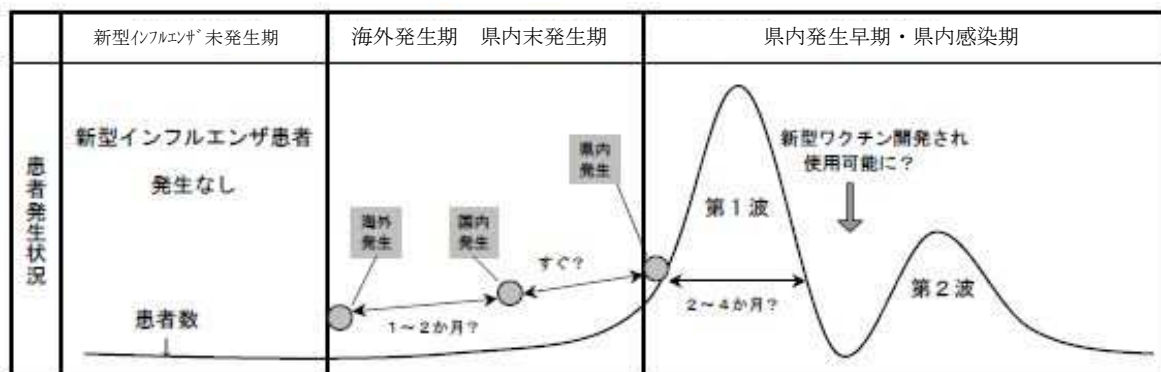 新型インフルエンザ未発生期
海外発生期　県内末発生期
県内発生早期・県内感染期
患者発生状況
新型インフルエンザ患者
発生なし
患者数
海外
発生
1～2か月?
国内
発生
すぐ?
県内
発生
第1波
2～4か月?
新型ワクチン開発され
使用可能に?
第2波